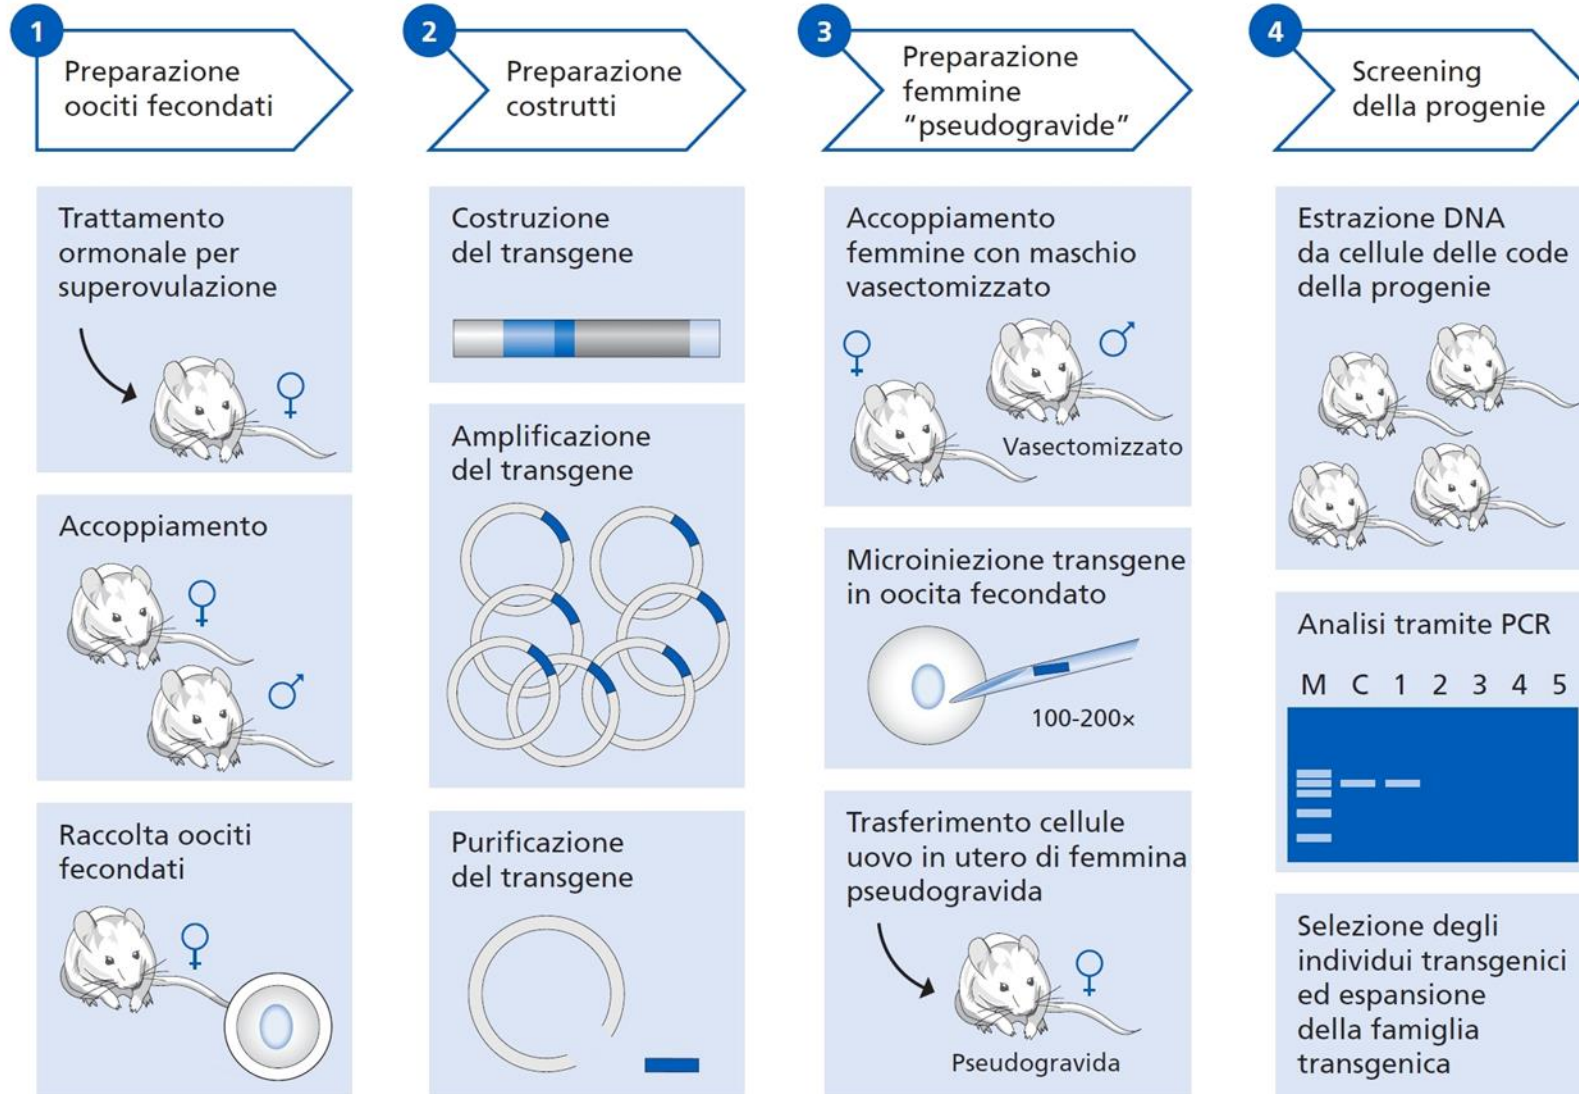 1
Preparazione
oociti fecondati
Trattamento
ormonale per
superovulazione
♀
Accoppiamento
♀
♂
Raccolta oociti
fecondati
♀
2
Preparazione
costrutti
Costruzione
del transgene
Amplificazione
del transgene
Purificazione
del transgene
3
Preparazione
femmine
“pseudogravide”
Accoppiamento
femmine con maschio
vasectomizzato
♀
♂
Vasectomizzato
Microiniezione transgene
in oocita fecondato
100-200×
Trasferimento cellule
uovo in utero di femmina
pseudogravida
♀
Pseudogravida
4
Screening
della progenie
Estrazione DNA
da cellule delle code
della progenie
Analisi tramite PCR
M C 1 2 3 4 5
Selezione degli
individui transgenici
ed espansione
della famiglia
transgenica